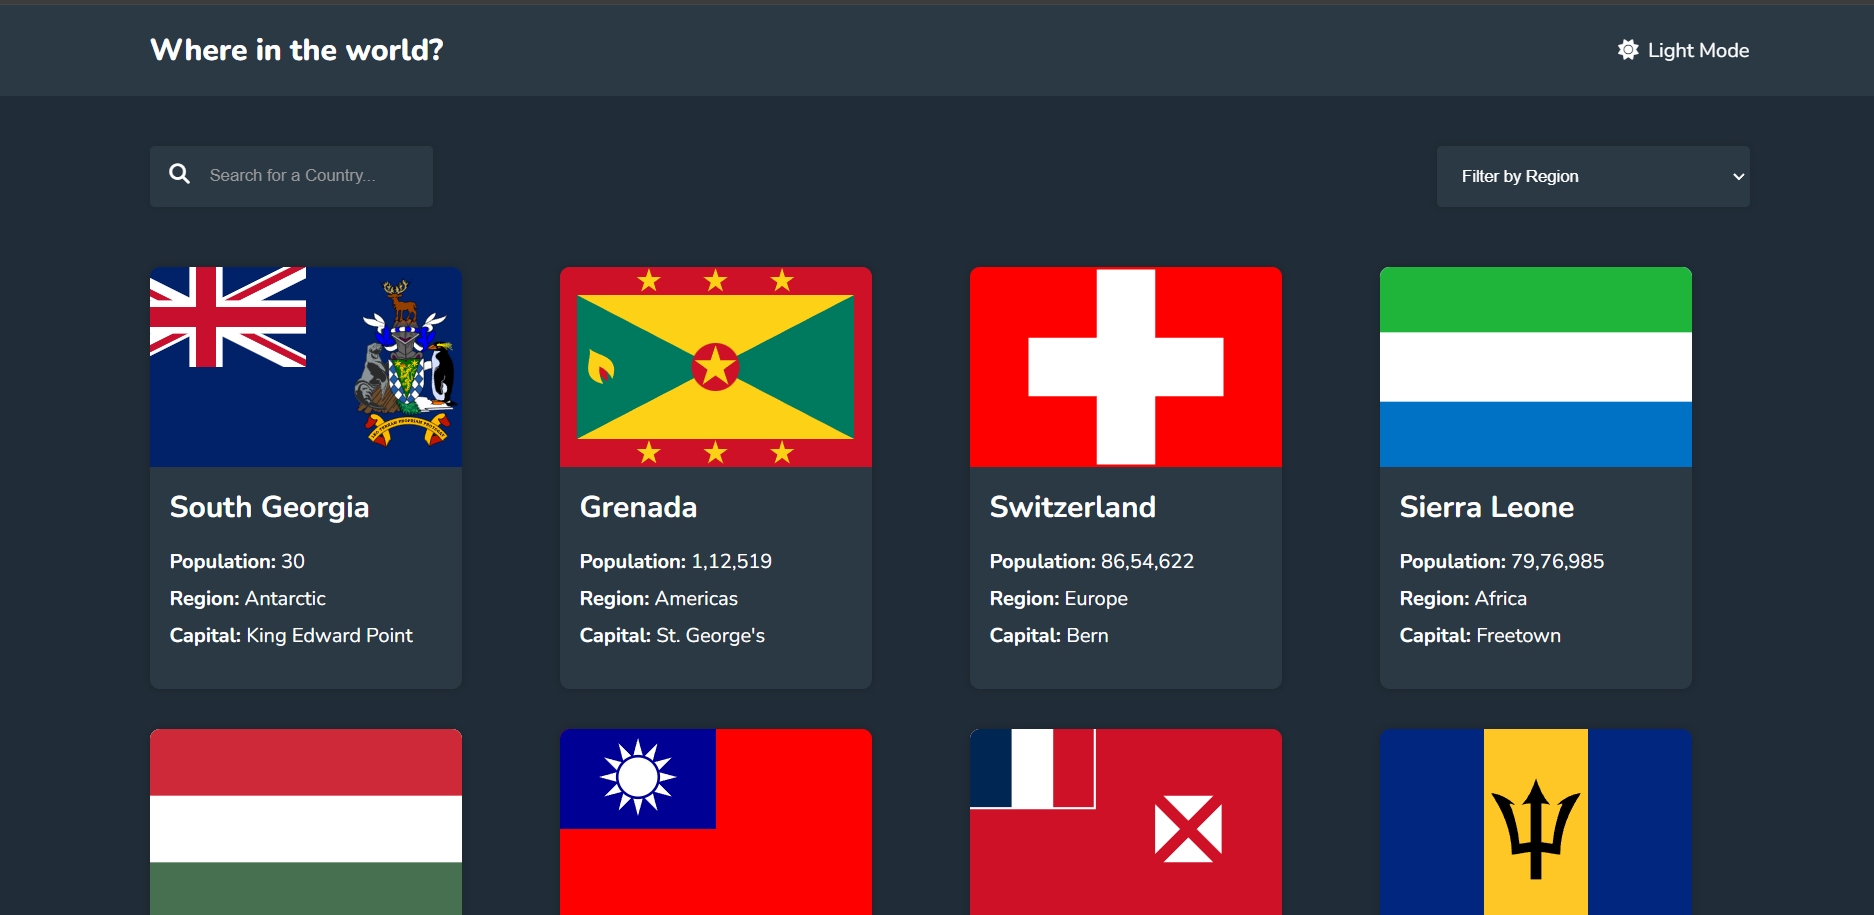 Where in the world?
Light Mode
Search for a Country...
Filter by Region
South Georgia
Population: 30
Region: Antarctic
Capital: King Edward Point
Grenada
Population: 1,12,519
Region: Americas
Capital: St. George's
Switzerland
Population: 86,54,622
Region: Europe
Capital: Bern
Sierra Leone
Population: 79,76,985
Region: Africa
Capital: Freetown